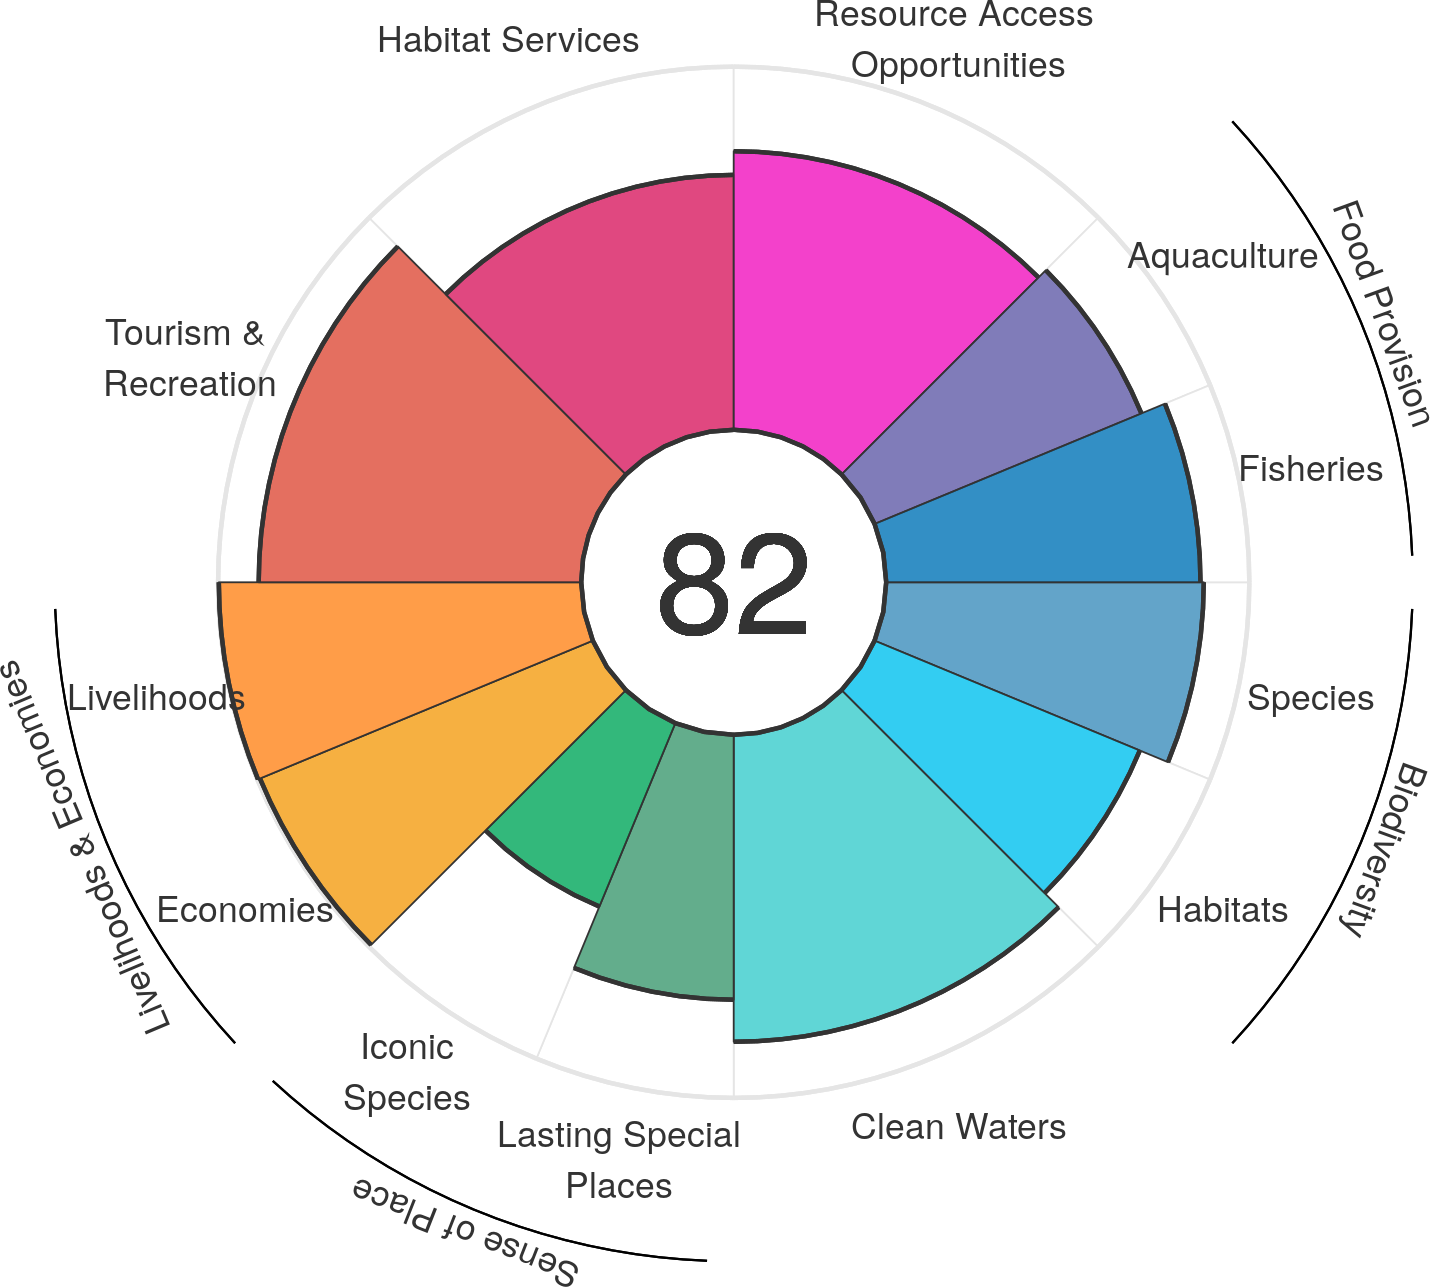 Resource Access
Opportunities
Habitat Services
Aquaculture
Food Provision
Tourism &
Recreation
Fisheries
82
Livelihoods
Species
Livelihoods & Economies
Biodiversity
Economies
Habitats
Iconic
Species
Lasting Special
Places
Clean Waters
Sense of Place